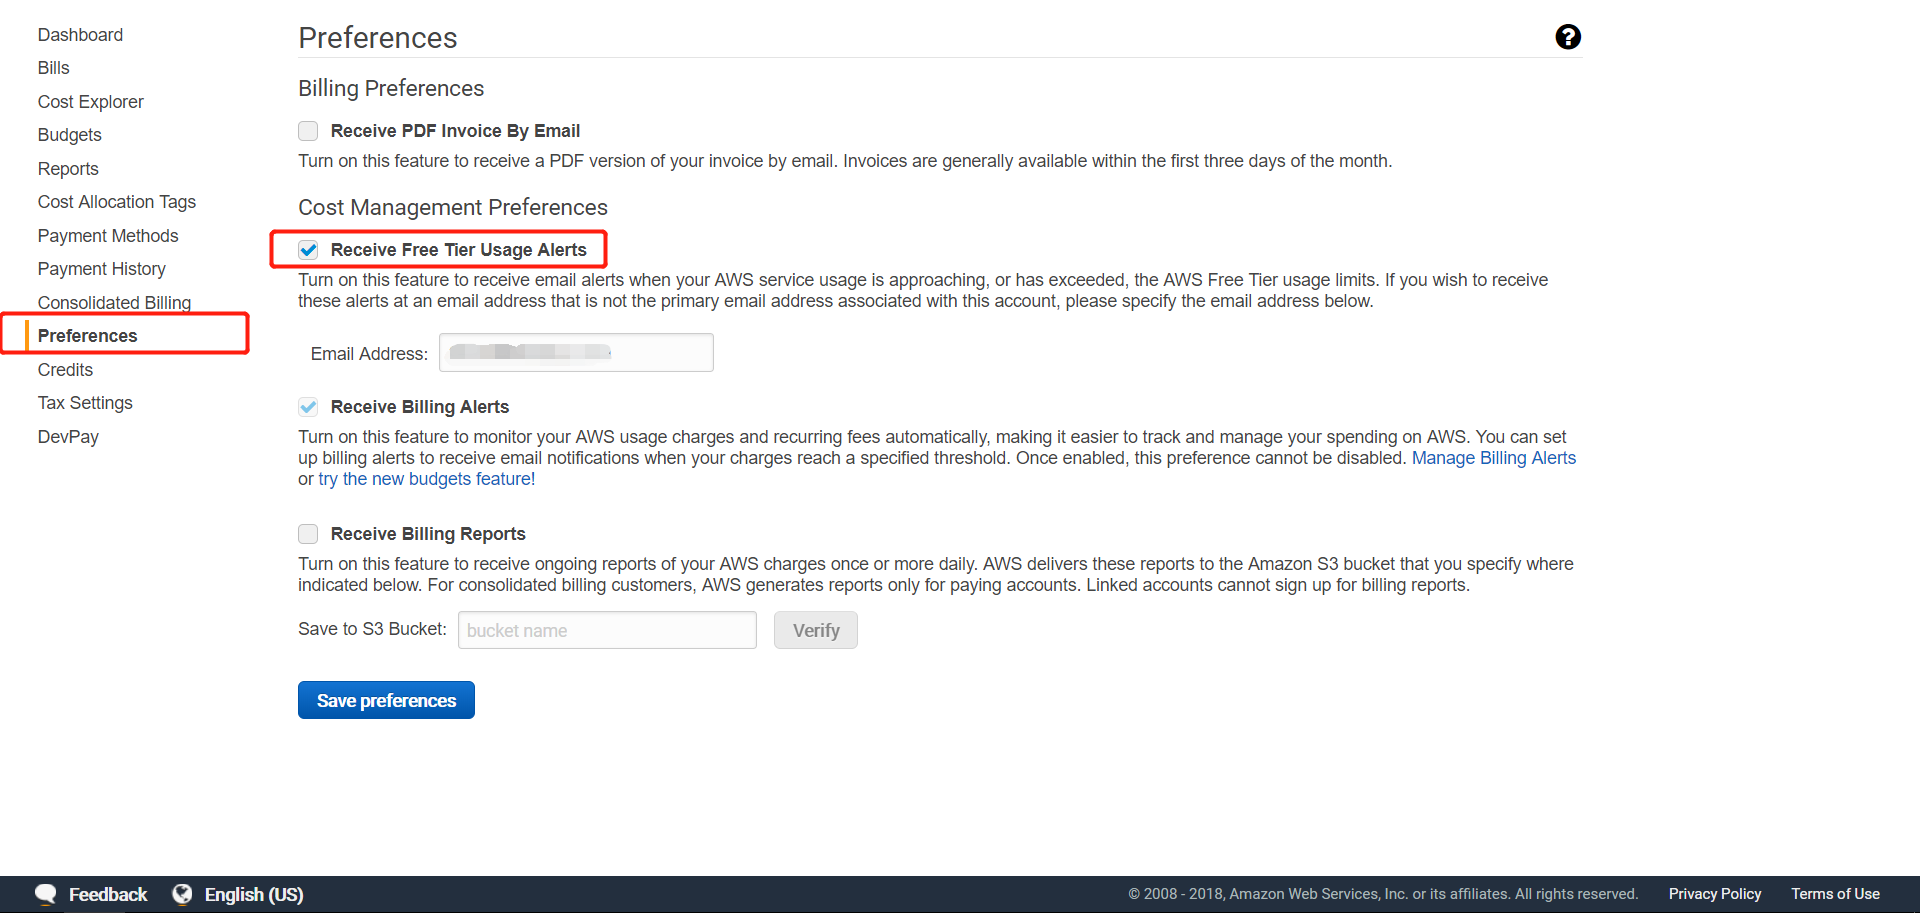 Dashboard
Bills
Cost Explorer
Budgets
Reports
Cost Allocation Tags
Payment Methods
Payment History
Consolidated Billing
Preferences
Credits
Tax Settings
DevPay
Preferences
?
Billing Preferences
Receive PDF Invoice By Email
Turn on this feature to receive a PDF version of your invoice by email. Invoices are generally available within the first three days of the month.
Cost Management Preferences
Receive Free Tier Usage Alerts
Turn on this feature to receive email alerts when your AWS service usage is approaching, or has exceeded, the AWS Free Tier usage limits. If you wish to receive
these alerts at an email address that is not the primary email address associated with this account, please specify the email address below.
Email Address:
Receive Billing Alerts
Turn on this feature to monitor your AWS usage charges and recurring fees automatically, making it easier to track and manage your spending on AWS. You can set
up billing alerts to receive email notifications when your charges reach a specified threshold. Once enabled, this preference cannot be disabled. Manage Billing Alerts
or try the new budgets feature!
Receive Billing Reports
Turn on this feature to receive ongoing reports of your AWS charges once or more daily. AWS delivers these reports to the Amazon S3 bucket that you specify where
indicated below. For consolidated billing customers, AWS generates reports only for paying accounts. Linked accounts cannot sign up for billing reports.
Save to S3 Bucket: bucket name Verify
Save preferences
Feedback English (US) © 2008 - 2018, Amazon Web Services, Inc. or its affiliates. All rights reserved. Privacy Policy Terms of Use